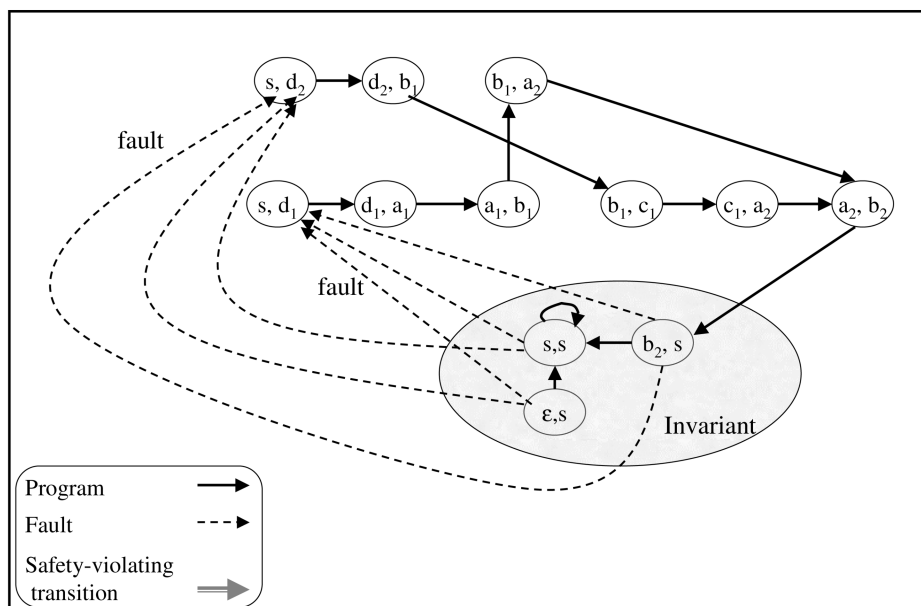 s, d₂
d₂, b₁
b₁, a₂
fault
s, d₁
d₁, a₁
a₁, b₁
b₁, c₁
c₁, a₂
a₂, b₂
fault
s,s
b₂, s
ε,s
Invariant
Program
Fault
Safety-violating
transition